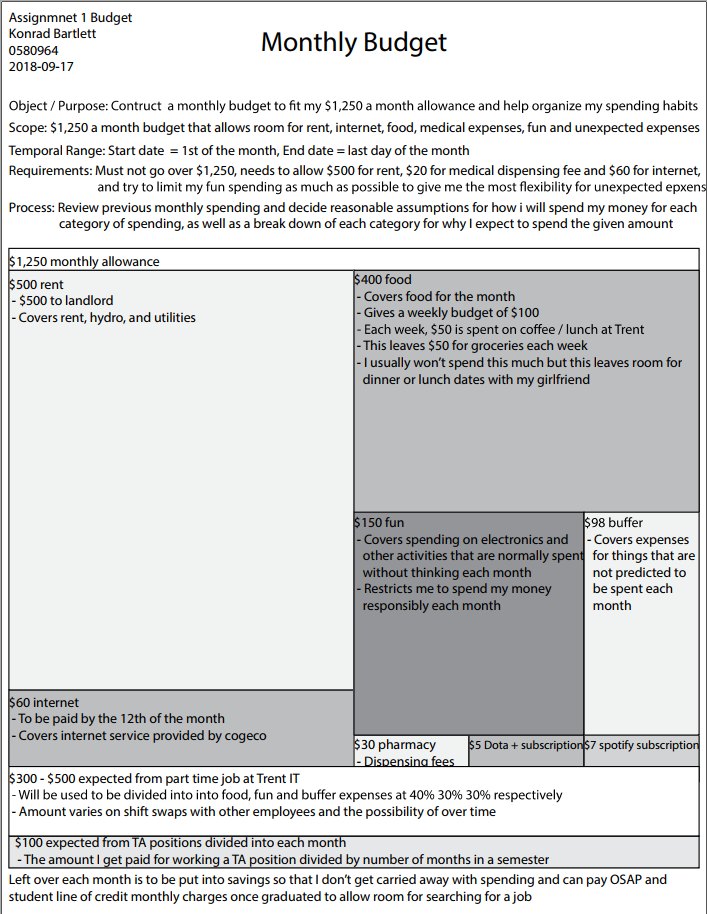 Assignmnet 1 Budget
Konrad Bartlett
0580964
2018-09-17
Monthly Budget
Object / Purpose: Contruct a monthly budget to fit my $1,250 a month allowance and help organize my spending habits
Scope: $1,250 a month budget that allows room for rent, internet, food, medical expenses, fun and unexpected expenses
Temporal Range: Start date = 1st of the month, End date = last day of the month
Requirements: Must not go over $1,250, needs to allow $500 for rent, $20 for medical dispensing fee and $60 for internet,
and try to limit my fun spending as much as possible to give me the most flexibility for unexpected epxens
Process: Review previous monthly spending and decide reasonable assumptions for how i will spend my money for each
category of spending, as well as a break down of each category for why I expect to spend the given amount
$1,250 monthly allowance
$500 rent
- $500 to landlord
- Covers rent, hydro, and utilities
$400 food
- Covers food for the month
- Gives a weekly budget of $100
- Each week, $50 is spent on coffee / lunch at Trent
- This leaves $50 for groceries each week
- I usually won't spend this much but this leaves room for
dinner or lunch dates with my girlfriend
$150 fun
- Covers spending on electronics and
other activities that are normally spent
without thinking each month
- Restricts me to spend my money
responsibly each month
$98 buffer
- Covers expenses
for things that are
not predicted to
be spent each
month
$60 internet
- To be paid by the 12th of the month
- Covers internet service provided by cogeco
$30 pharmacy
- Dispensing fees
$5 Dota + subscription
$7 spotify subscription
$300 - $500 expected from part time job at Trent IT
- Will be used to be divided into into food, fun and buffer expenses at 40% 30% 30% respectively
- Amount varies on shift swaps with other employees and the possibility of over time
$100 expected from TA positions divided into each month
- The amount I get paid for working a TA position divided by number of months in a semester
Left over each month is to be put into savings so that I don't get carried away with spending and can pay OSAP and
student line of credit monthly charges once graduated to allow room for searching for a job